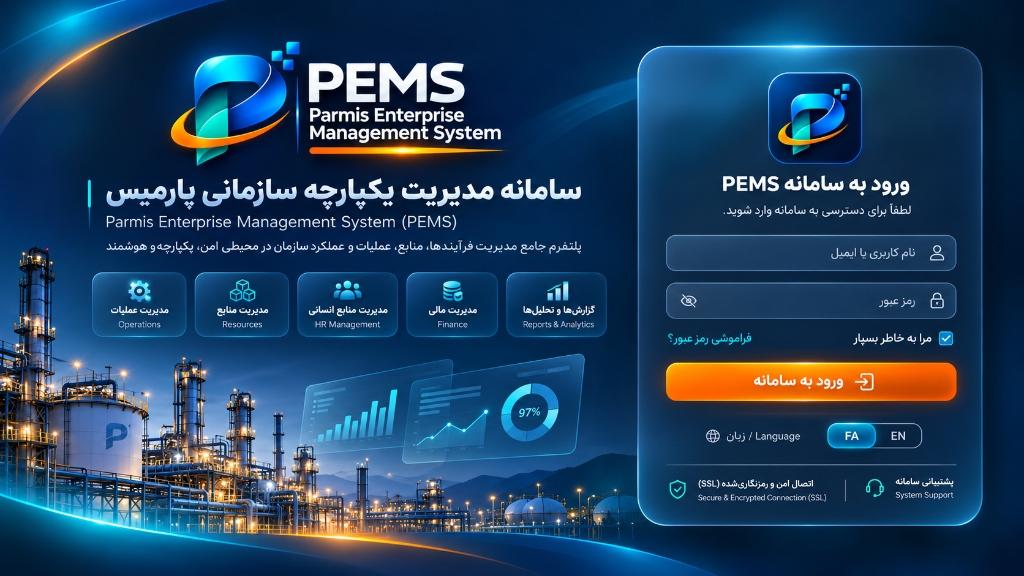 PEMS
Parmis Enterprise
Management System
سامانه مدیریت یکپارچه سازمانی پارمیس
Parmis Enterprise Management System (PEMS)
پلتفرم جامع مدیریت فرآیندها، منابع، عملیات و عملکرد سازمان در محیطی امن، یکپارچه و هوشمند
مدیریت عملیات
Operations
مدیریت منابع
Resources
مدیریت منابع انسانی
HR Management
مدیریت مالی
Finance
گزارش‌ها و تحلیل‌ها
Reports & Analytics
97%
ورود به سامانه PEMS
لطفاً برای دسترسی به سامانه وارد شوید.
نام کاربری یا ایمیل
رمز عبور
مرا به خاطر بسپار
فراموشی رمز عبور؟
ورود به سامانه
زبان / Language
FA
EN
اتصال امن و رمزنگاری‌شده (SSL)
Secure & Encrypted Connection (SSL)
پشتیبانی سامانه
System Support